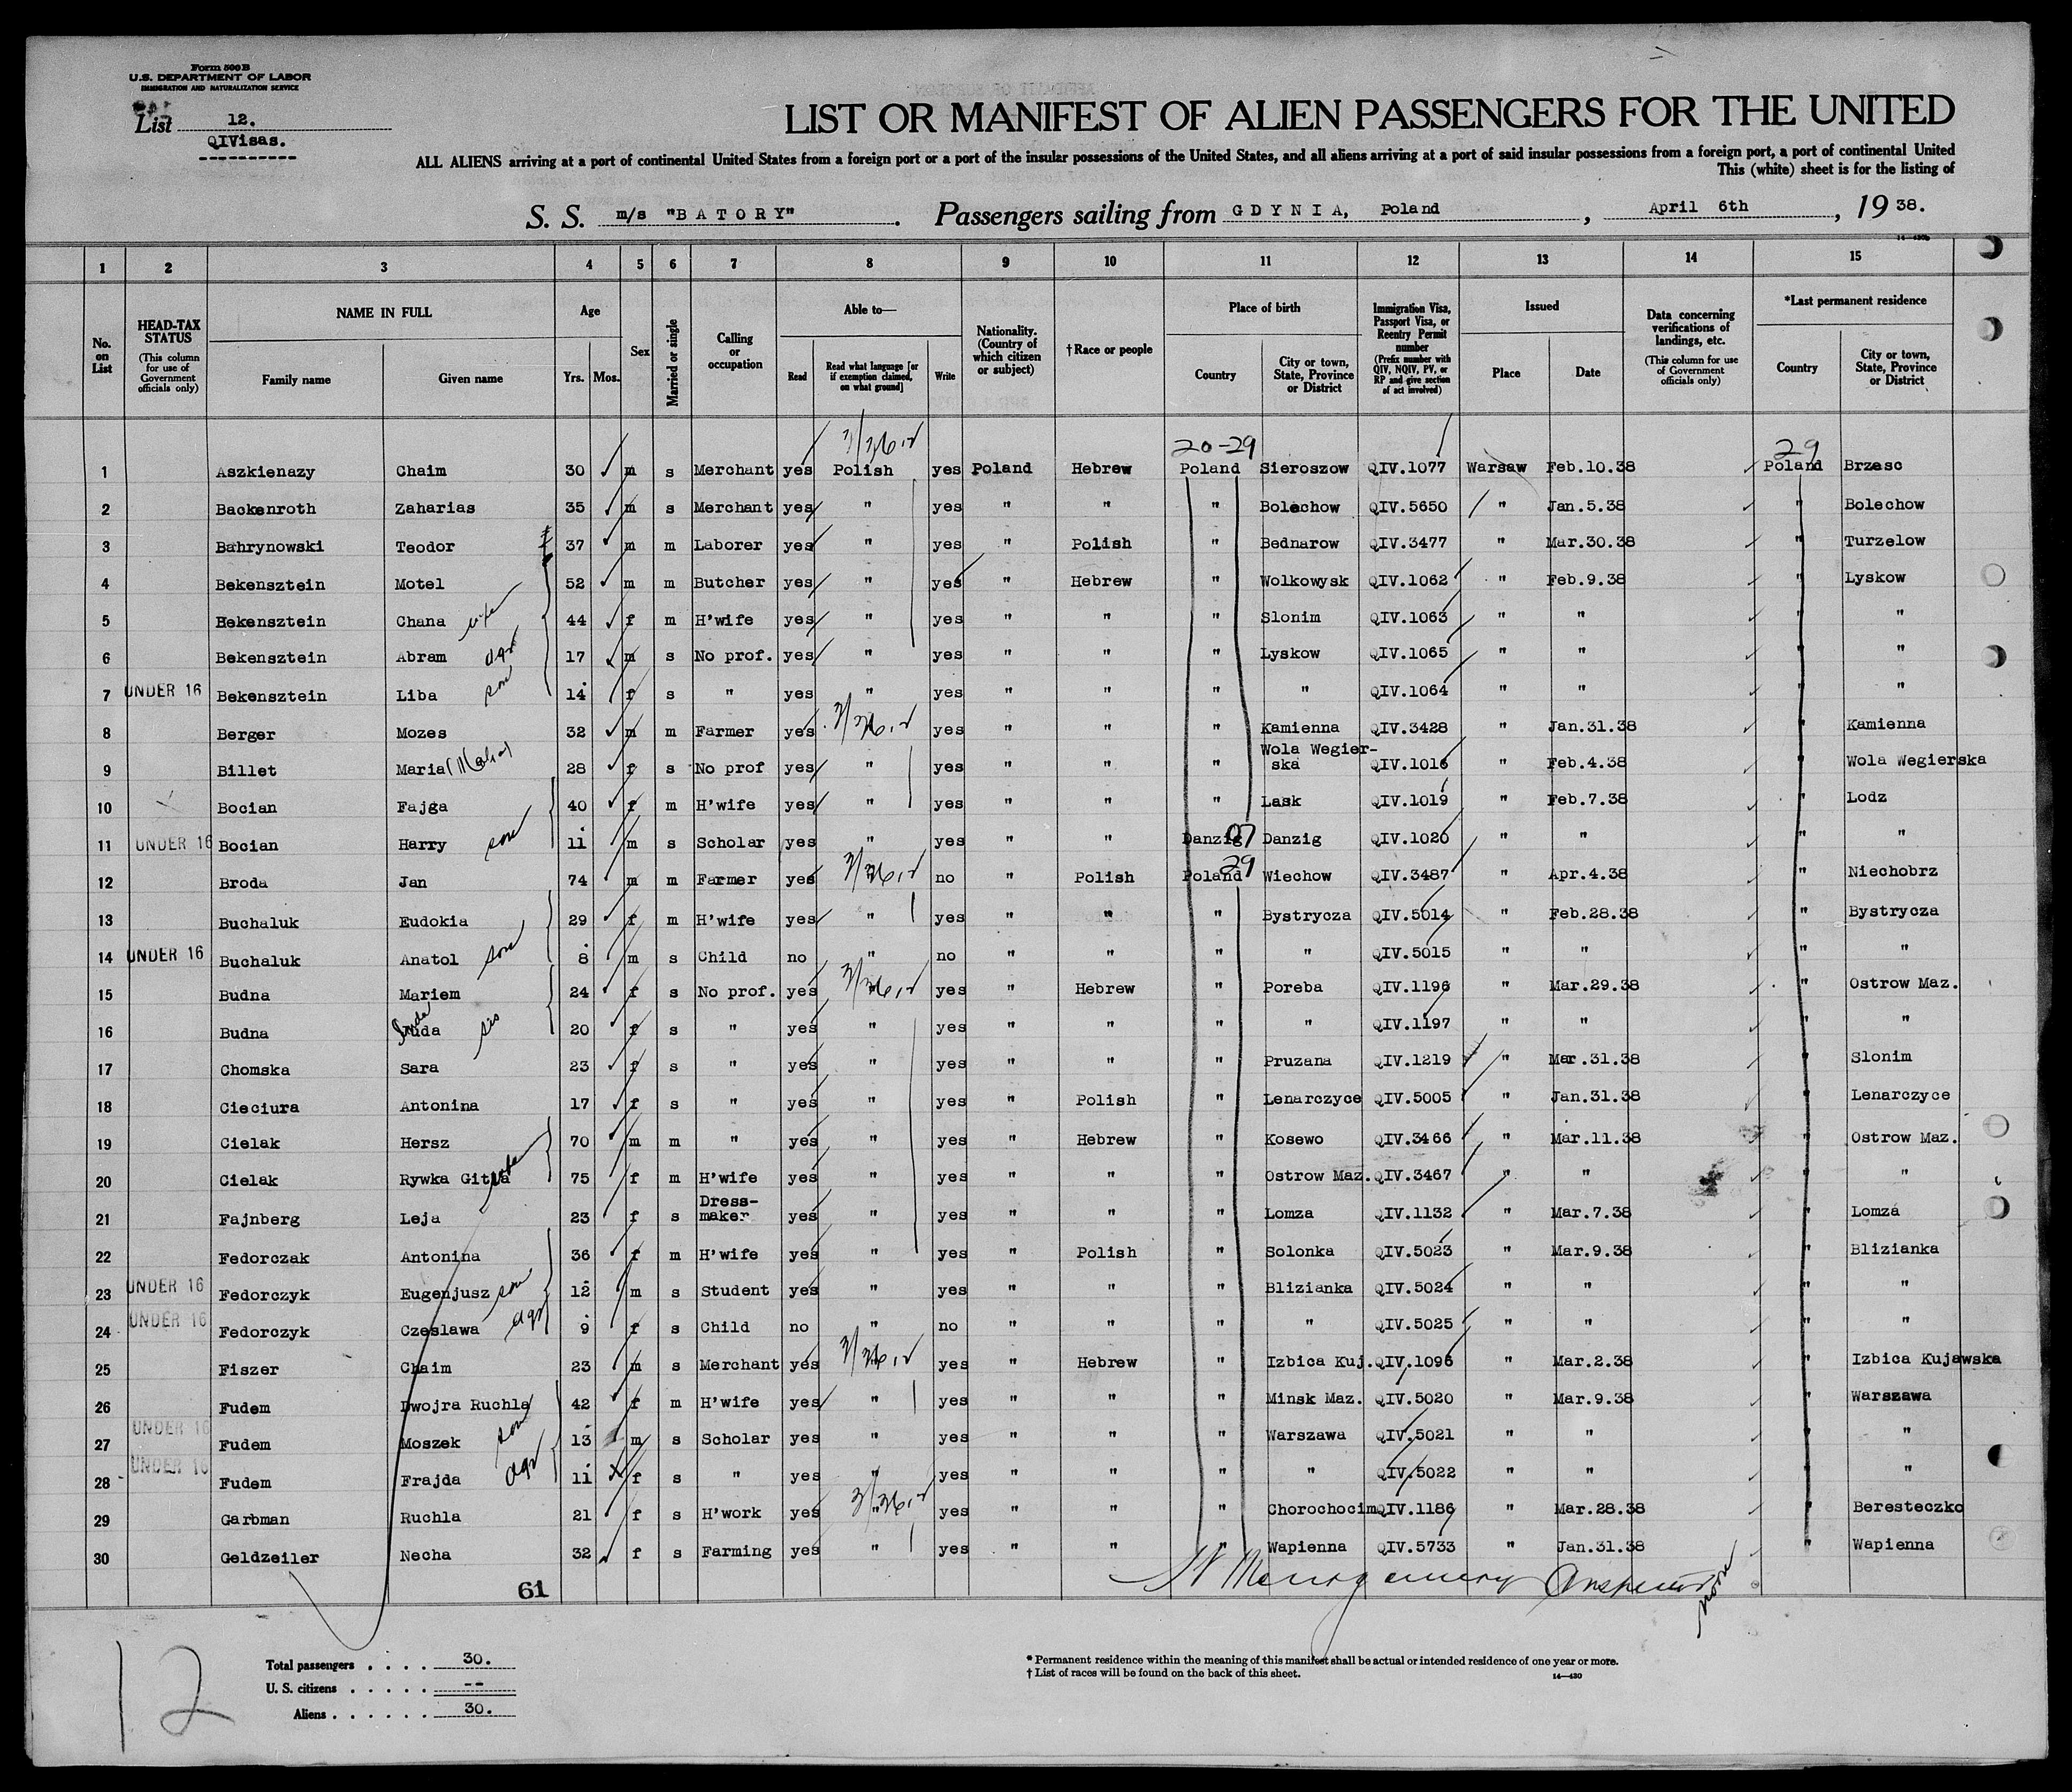 Form 500 B
U.S. DEPARTMENT OF LABOR
IMMIGRATION AND NATURALIZATION SERVICE
List 12.
QIVisas.
LIST OR MANIFEST OF ALIEN PASSENGERS FOR THE UNITED
ALL ALIENS arriving at a port of continental United States from a foreign port or a port of the insular possessions of the United States, and all aliens arriving at a port of said insular possessions from a foreign port, a port of continental United
This (white) sheet is for the listing of
S. S. m/s "BATORY" . Passengers sailing from GDYNIA, Poland , April 6th , 19 38.
1 2 3 4 5 6 7 8 9 10 11 12 13 14 15
No. on List
HEAD-TAX STATUS (This column for use of Government officials only)
NAME IN FULL Family name Given name
Age Yrs. Mos.
Sex
Married or single
Calling or occupation
Able to— Read Read what language [or if exemption claimed, on what ground] Write
Nationality. (Country of which citizen or subject)
†Race or people
Place of birth Country City or town, State, Province or District
Immigration Visa, Passport Visa, or Reentry Permit number (Prefix number with QIV, NQIV, PV, or RP and give section of act involved)
Issued Place Date
Data concerning verifications of landings, etc. (This column for use of Government officials only)
*Last permanent residence Country City or town, State, Province or District
20-29 29
1 Aszkienazy Chaim 30 m s Merchant yes Polish yes Poland Hebrew Poland Sieroszow QIV.1077 Warsaw Feb.10.38 Poland Brzesc
2 Backenroth Zaharias 35 m s Merchant yes " yes " " " Bolechow QIV.5650 " Jan.5.38 " Bolechow
3 Bahrynowski Teodor 37 m m Laborer yes " yes " Polish " Bednarow QIV.3477 " Mar.30.38 " Turzelow
4 Bekensztein Motel 52 m m Butcher yes " yes " Hebrew " Wolkowysk QIV.1062 " Feb.9.38 " Lyskow
5 Bekensztein Chana wife 44 f m H'wife yes " yes " " " Slonim QIV.1063 " " " "
6 Bekensztein Abram dgr 17 m s No prof. yes " yes " " " Lyskow QIV.1065 " " " "
7 UNDER 16 Bekensztein Liba son 14 f s " yes " yes " " " " QIV.1064 " " " "
8 Berger Mozes 32 m m Farmer yes yes " " " Kamienna QIV.3428 " Jan.31.38 " Kamienna
9 Billet Maria (Malia) 28 f s No prof yes " yes " " " Wola Wegier-ska QIV.1016 " Feb.4.38 " Wola Wegierska
10 Bocian Fajga 40 f m H'wife yes " yes " " " Lask QIV.1019 " Feb.7.38 " Lodz
11 UNDER 16 Bocian Harry son 11 m s Scholar yes " yes " " Danzig 07 Danzig QIV.1020 " " " "
12 Broda Jan 74 m m Farmer yes no " Polish Poland 29 Wiechow QIV.3487 " Apr.4.38 " Niechobrz
13 Buchaluk Eudokia 29 f m H'wife yes " yes " " " Bystrycza QIV.5014 " Feb.28.38 " Bystrycza
14 UNDER 16 Buchaluk Anatol son 8 m s Child no " no " " " " QIV.5015 " " " "
15 Budna Mariem 24 f s No prof. yes " yes " Hebrew " Poreba QIV.1196 " Mar.29.38 " Ostrow Maz.
16 Budna sis 20 f s " yes " yes " " " " QIV.1197 " " " "
17 Chomska Sara 23 f s " yes " yes " " " Pruzana QIV.1219 " Mar.31.38 " Slonim
18 Cieciura Antonina 17 f s " yes " yes " Polish " Lenarczyce QIV.5005 " Jan.31.38 " Lenarczyce
19 Cielak Hersz 70 m m " yes " yes " Hebrew " Kosewo QIV.3466 " Mar.11.38 " Ostrow Maz.
20 Cielak Rywka Gitla wife 75 f m H'wife yes " yes " " " Ostrow Maz. QIV.3467 " " " "
21 Fajnberg Leja 23 f s Dress-maker yes " yes " " " Lomza QIV.1132 " Mar.7.38 " Lomza
22 Fedorczak Antonina 36 f m H'wife yes " yes " Polish " Solonka QIV.5023 " Mar.9.38 " Blizianka
23 UNDER 16 Fedorczyk Eugenjusz son 12 m s Student yes " yes " " " Blizianka QIV.5024 " " " "
24 UNDER 16 Fedorczyk Czeslawa dgr 9 f s Child no " no " " " " QIV.5025 " " " "
25 Fiszer Chaim 23 m s Merchant yes yes " Hebrew " Izbica Kuj. QIV.1096 " Mar.2.38 " Izbica Kujawska
26 Fudem Dwojra Ruchla 42 f m H'wife yes " yes " " " Minsk Maz. QIV.5020 " Mar.9.38 " Warszawa
27 UNDER 16 Fudem Moszek son 13 m s Scholar yes " yes " " " Warszawa QIV.5021 " " " "
28 UNDER 16 Fudem Frajda dgr 11 f s " yes " yes " " " " QIV.5022 " " " "
29 Garbman Ruchla 21 f s H'work yes " yes " " " Chorochocim QIV.1186 " Mar.28.38 " Beresteczko
30 Geldzeiler Necha 32 f s Farming yes " yes " " " Wapienna QIV.5733 " Jan.31.38 " Wapienna
61
12
Total passengers . . . . 30.
U. S. citizens . . . . . --
Aliens . . . . . . 30.
* Permanent residence within the meaning of this manifest shall be actual or intended residence of one year or more.
† List of races will be found on the back of this sheet.
14—430